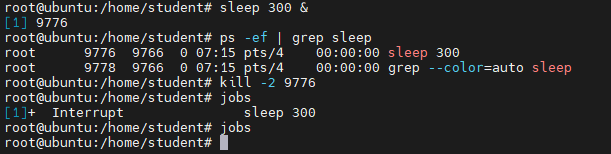 root@ubuntu:/home/student# sleep 300 &
[1] 9776
root@ubuntu:/home/student# ps -ef | grep sleep
root      9776  9766  0 07:15 pts/4    00:00:00 sleep 300
root      9778  9766  0 07:15 pts/4    00:00:00 grep --color=auto sleep
root@ubuntu:/home/student# kill -2 9776
root@ubuntu:/home/student# jobs
[1]+  Interrupt               sleep 300
root@ubuntu:/home/student# jobs
root@ubuntu:/home/student#